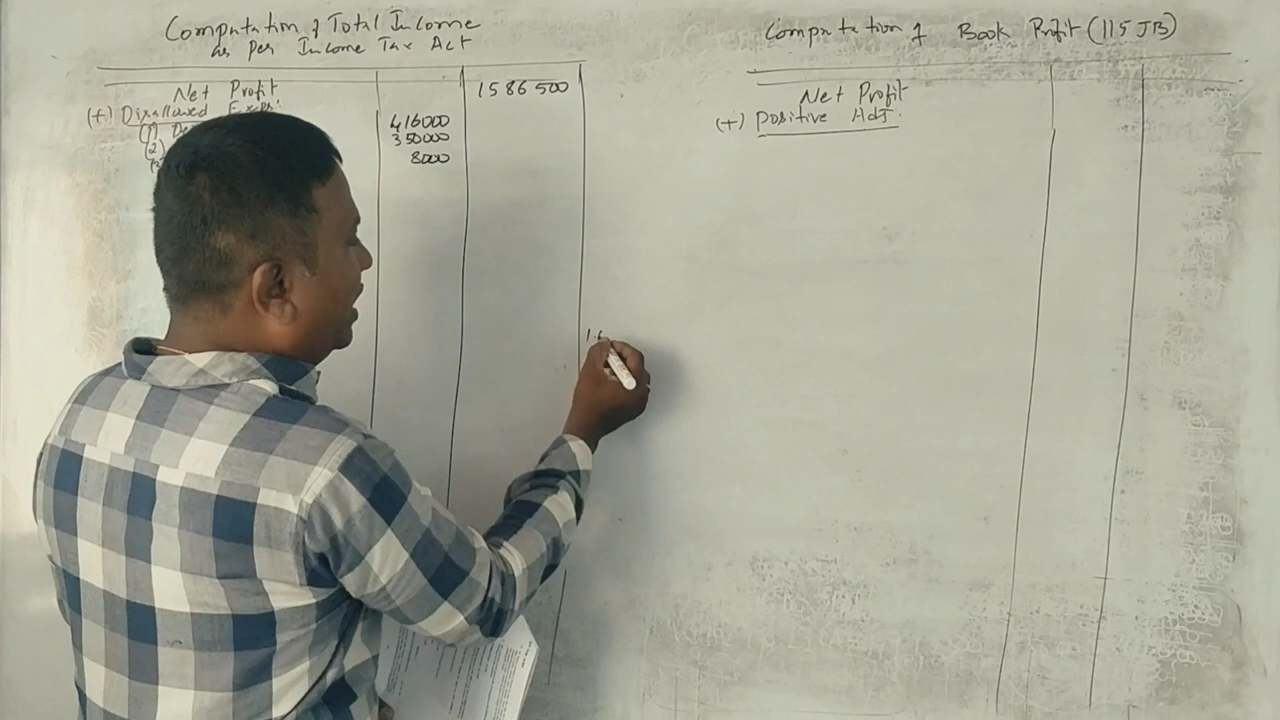 Computation of Total Income
as per Income Tax Act
Net Profit 1586500
(+) Disallowed Exps:
(1) 416000
(2) 350000
8000
Computation of Book Profit (115 JB)
Net Profit
(+) Positive Adj.